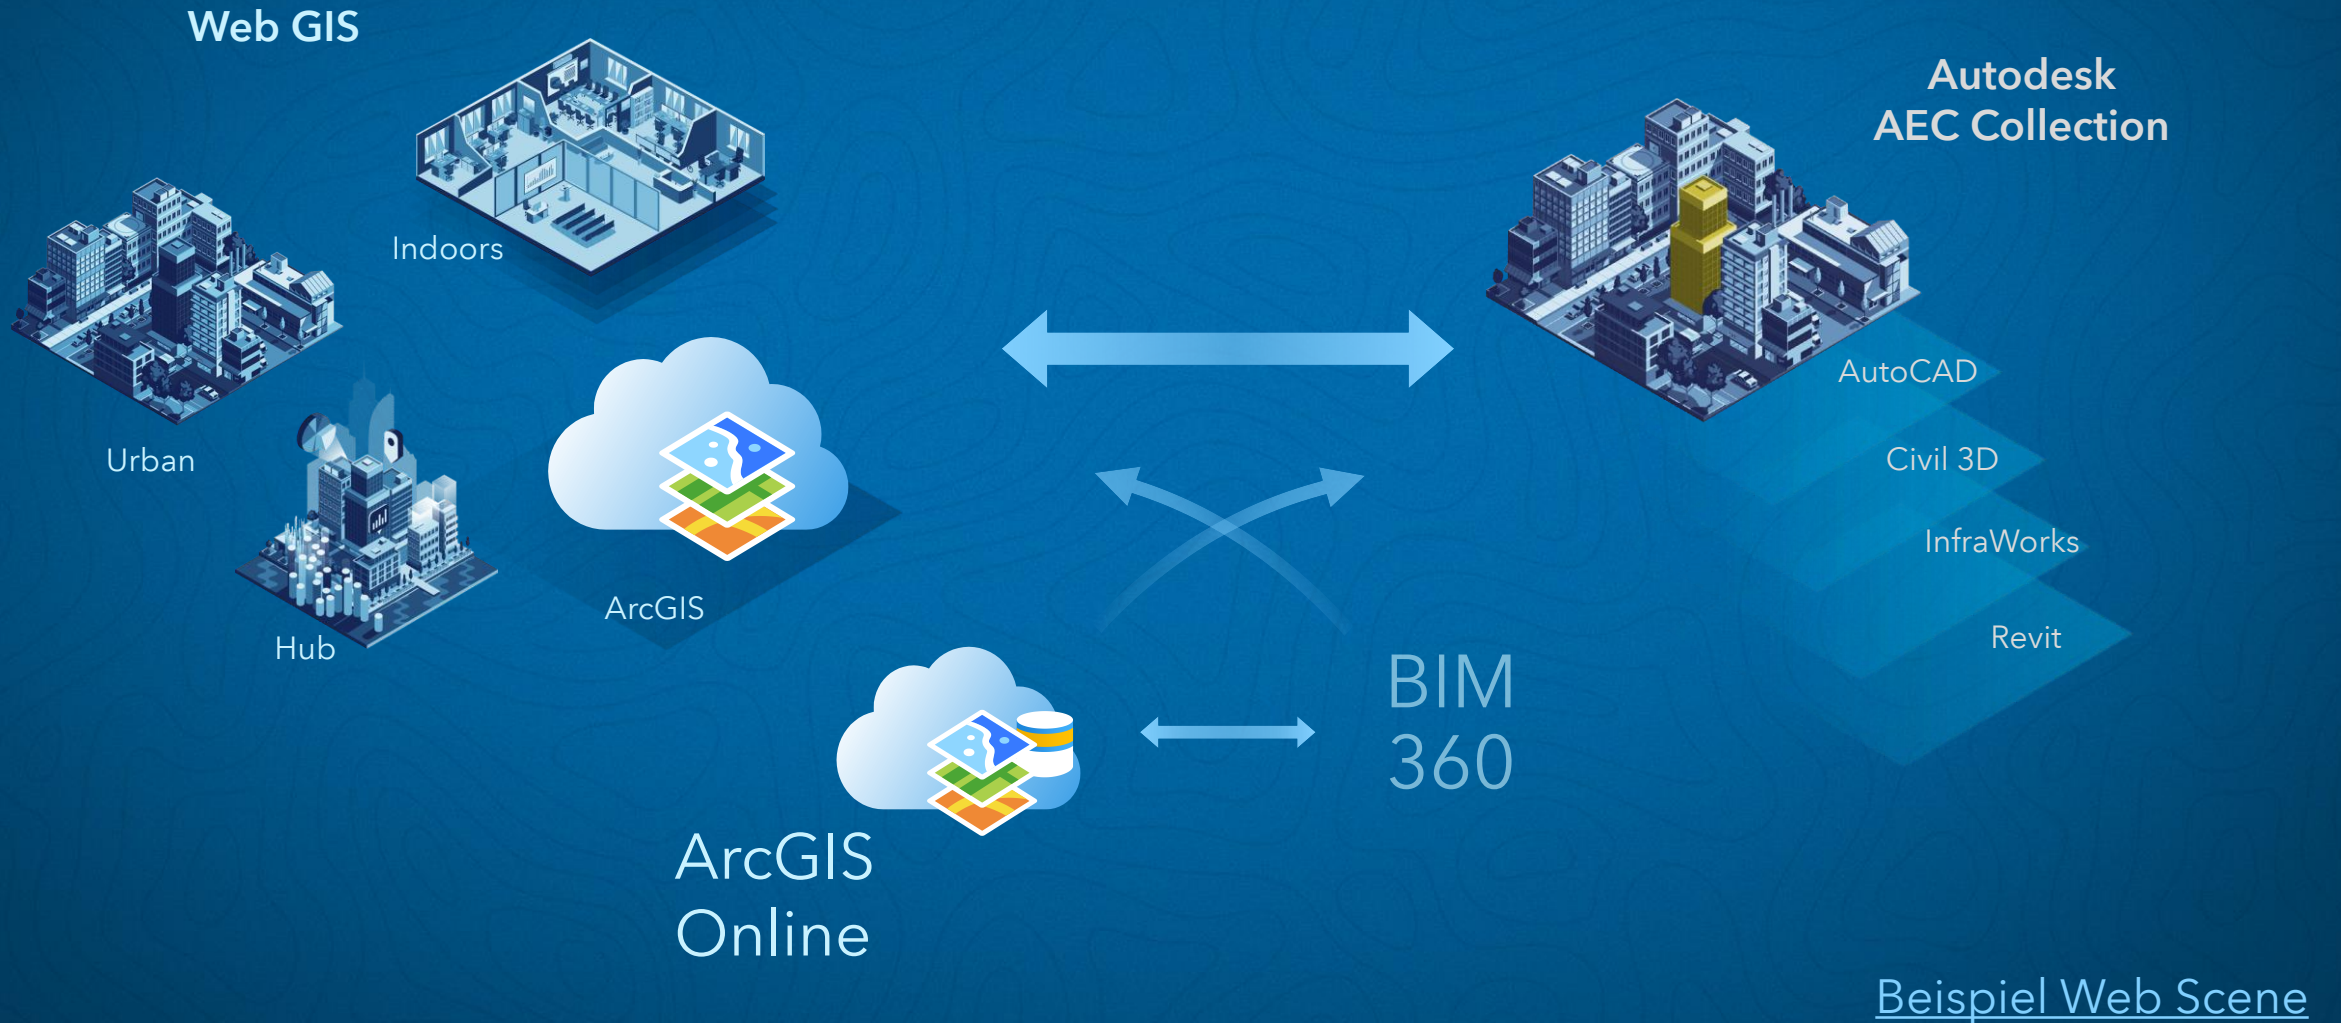 Web GIS
Indoors
Urban
Hub
ArcGIS
Autodesk
AEC Collection
AutoCAD
Civil 3D
InfraWorks
Revit
BIM
360
ArcGIS
Online
Beispiel Web Scene